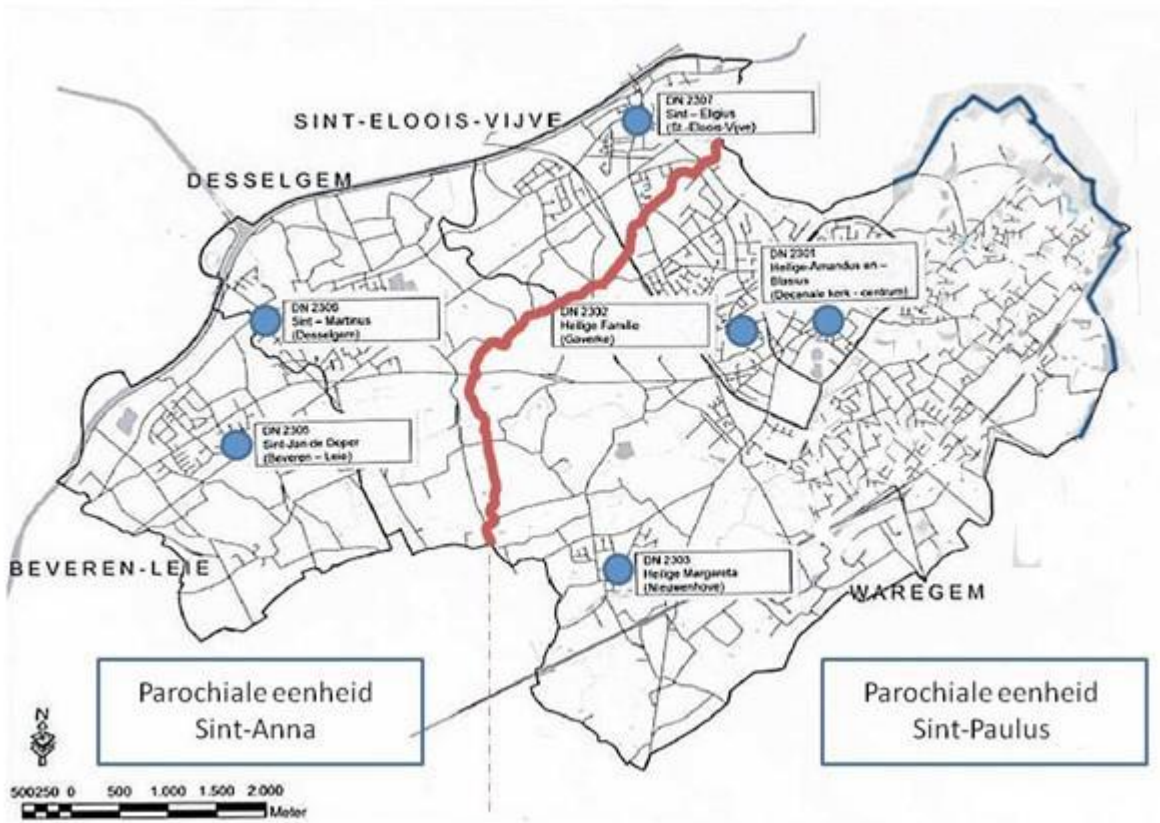 DN 2307
Sint – Eligius
(St.-Eloois-Vijve)
SINT-ELOOIS-VIJVE
DESSELGEM
DN 2301
Heilige-Amandus en –
Blasius
(Decanale kerk - centrum)
DN 2306
Sint – Martinus
(Desselgem)
DN 2302
Heilige Familie
(Gaverke)
DN 2305
Sint-Jan de Doper
(Beveren – Leie)
BEVEREN-LEIE
DN 2303
Heilige Margareta
(Nieuwenhove)
WAREGEM
Parochiale eenheid
Sint-Anna
Parochiale eenheid
Sint-Paulus
N
500250 0 500 1.000 1.500 2.000
Meter